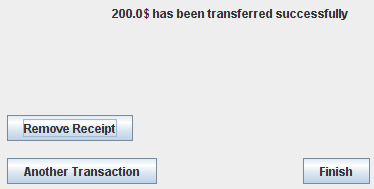 200.0$ has been transferred successfully
Remove Receipt
Another Transaction
Finish